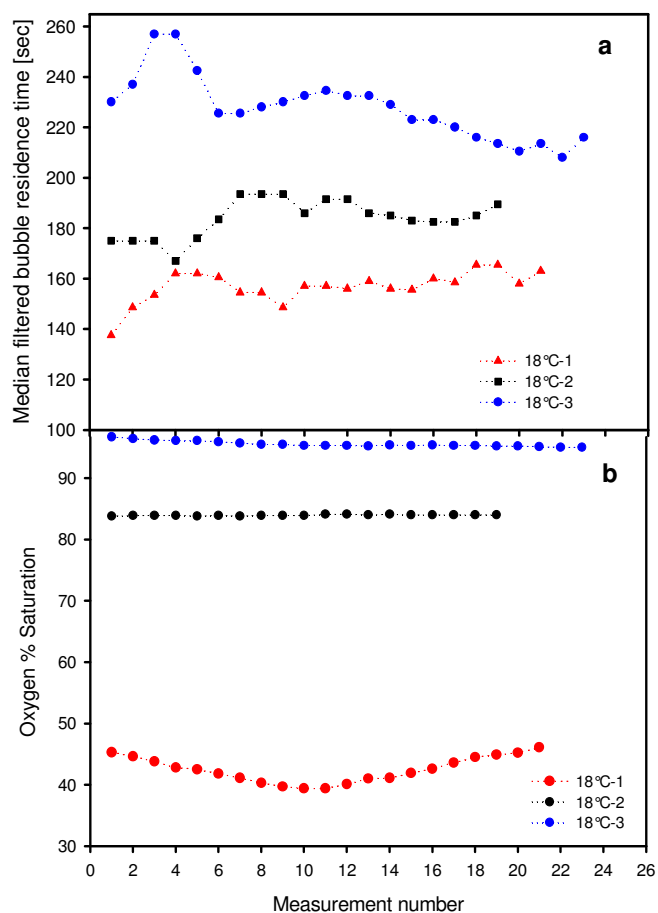 260
a
240
220
200
180
160
140
120
100
Median filtered bubble residence time [sec]
18°C-1
18°C-2
18°C-3
b
90
80
70
60
50
40
30
Oxygen % Saturation
18°C-1
18°C-2
18°C-3
0 2 4 6 8 10 12 14 16 18 20 22 24 26
Measurement number